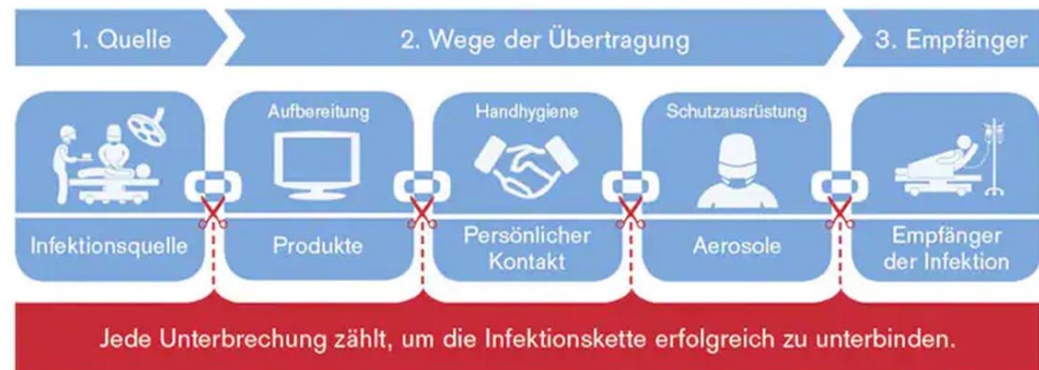 1. Quelle
2. Wege der Übertragung
3. Empfänger
Aufbereitung
Handhygiene
Schutzausrüstung
Infektionsquelle
Produkte
Persönlicher
Kontakt
Aerosole
Empfänger
der Infektion
Jede Unterbrechung zählt, um die Infektionskette erfolgreich zu unterbinden.